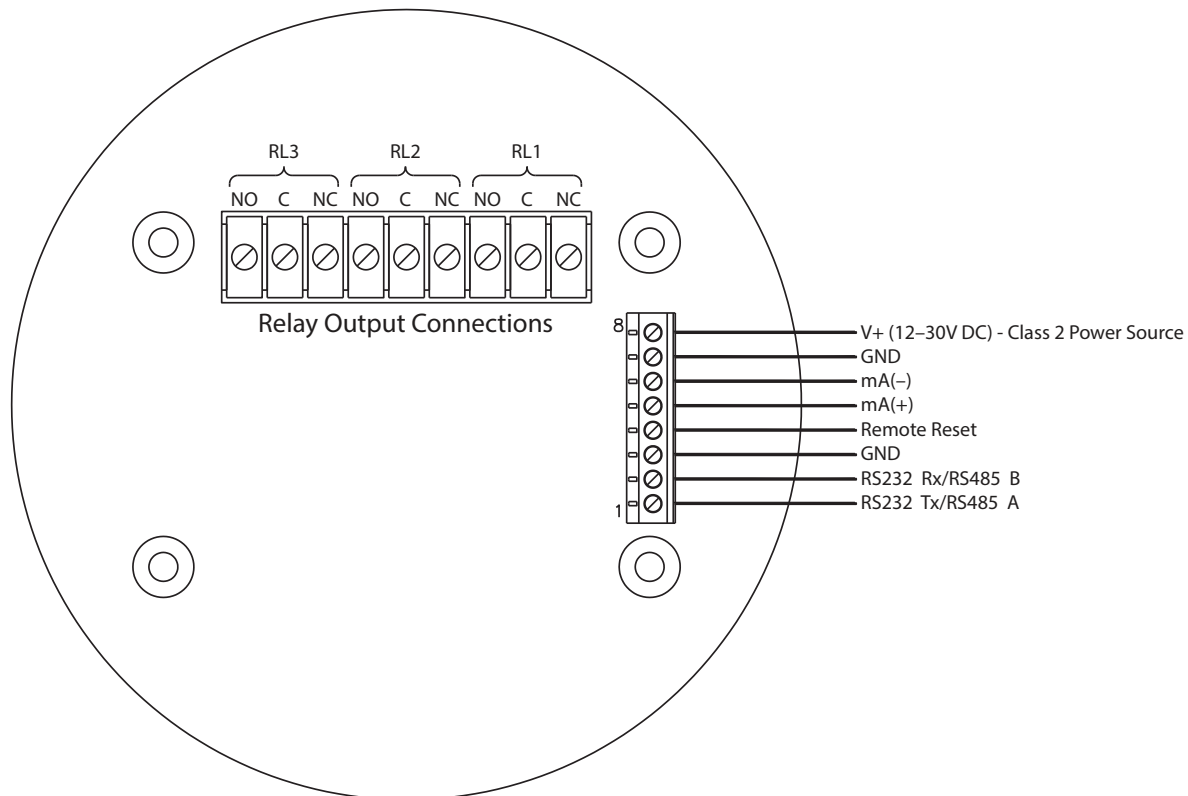 RL3 RL2 RL1
NO C NC NO C NC NO C NC
Relay Output Connections
8
V+ (12–30V DC) - Class 2 Power Source
GND
mA(–)
mA(+)
Remote Reset
GND
RS232 Rx/RS485 B
RS232 Tx/RS485 A
1